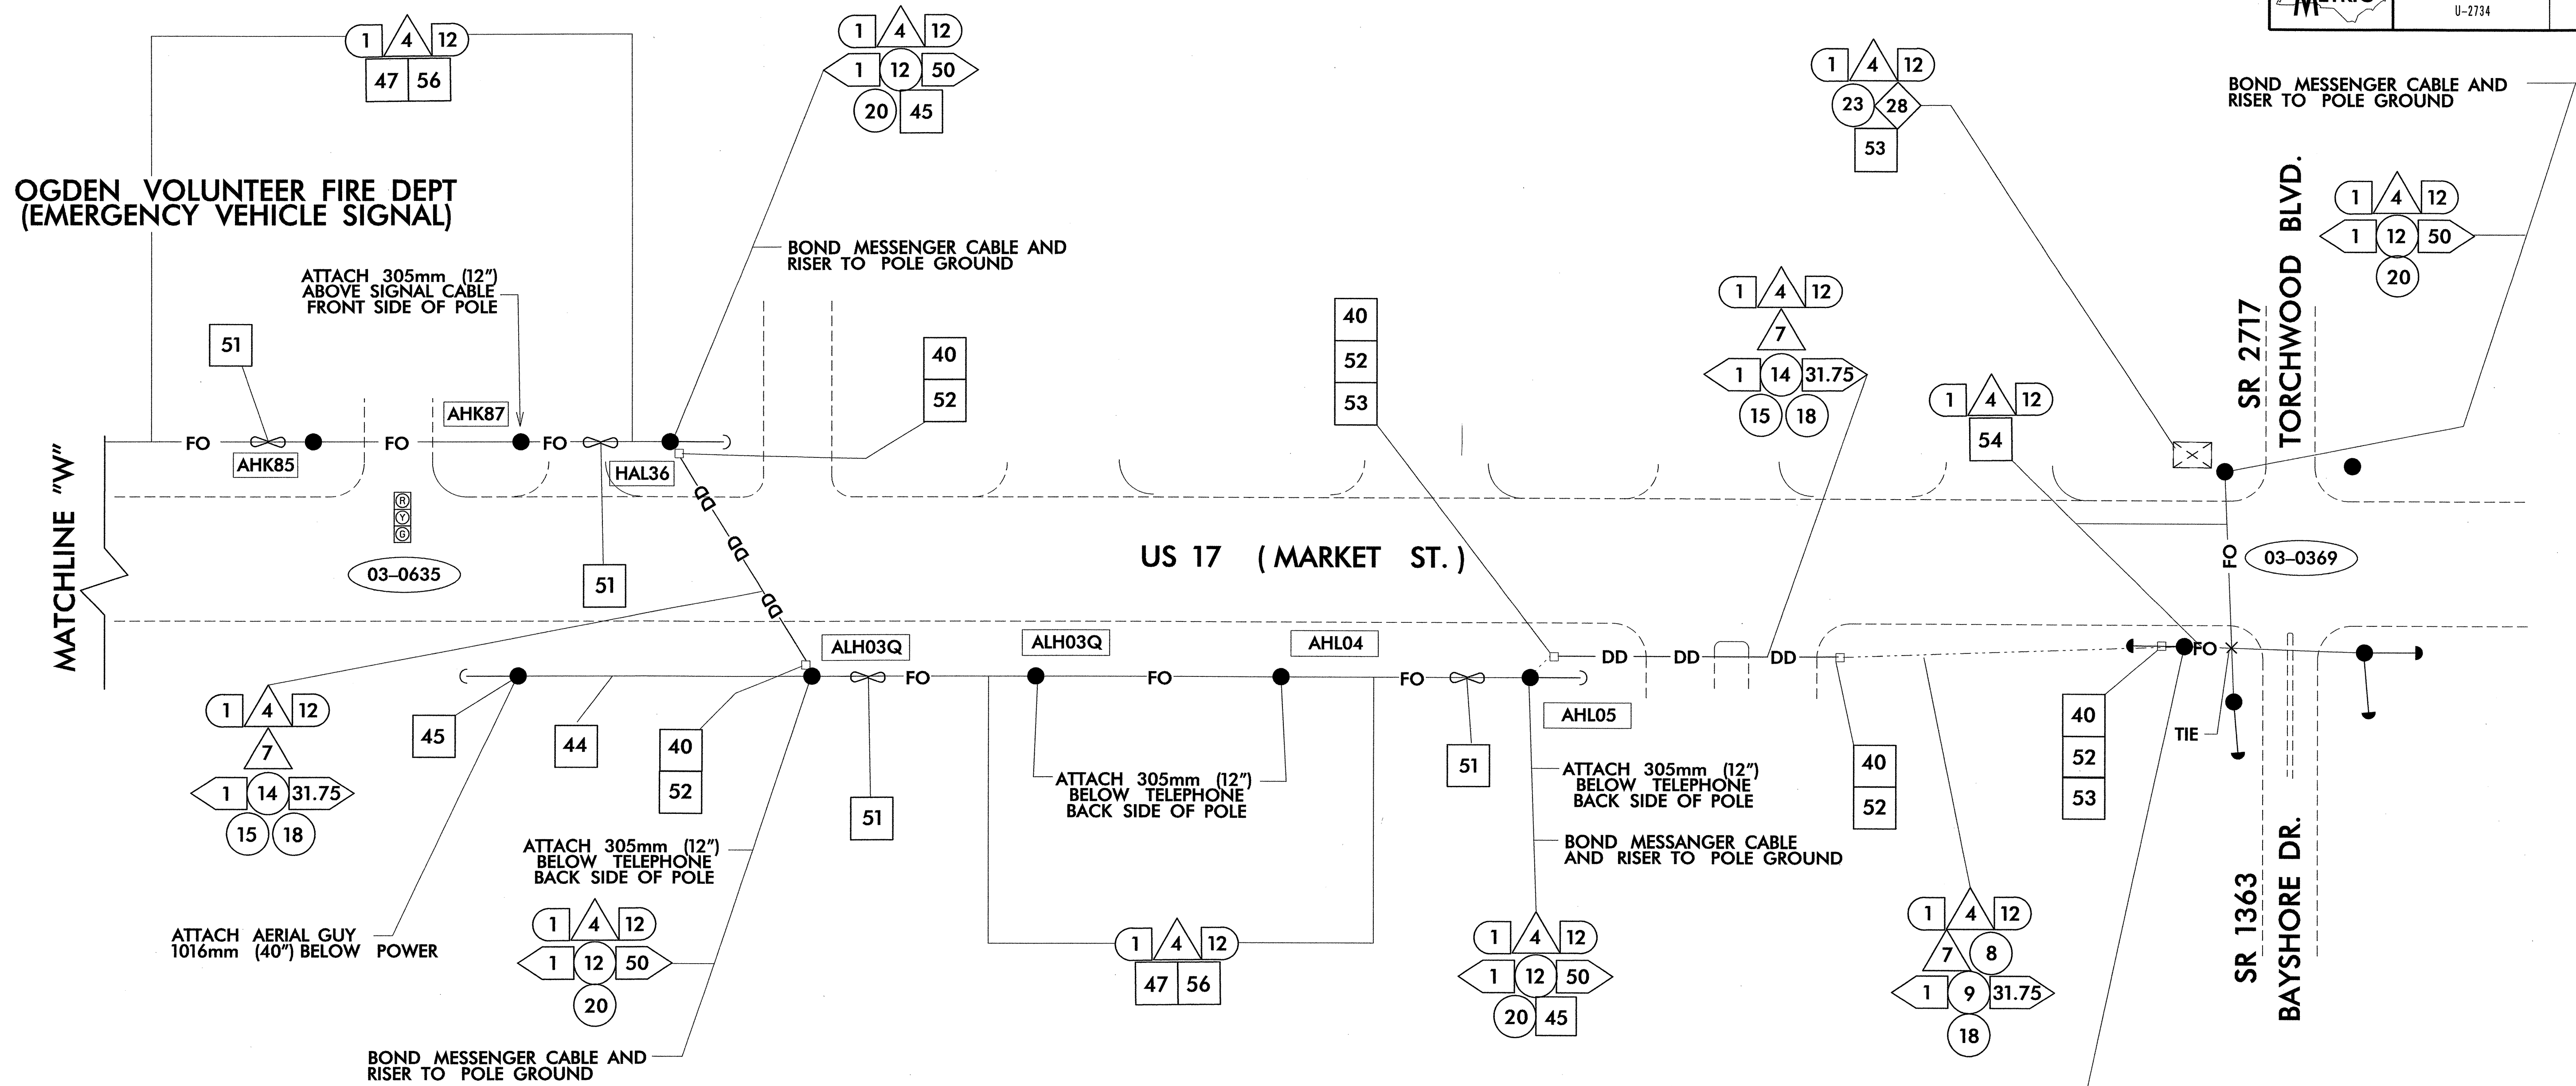 METRIC
U-2734
1 4 12
47 56
1 4 12
1 12 50
20 45
1 4 12
23 28
53
BOND MESSENGER CABLE AND
RISER TO POLE GROUND
1 4 12
1 12 50
20
OGDEN VOLUNTEER FIRE DEPT
(EMERGENCY VEHICLE SIGNAL)
BOND MESSENGER CABLE AND
RISER TO POLE GROUND
ATTACH 305mm (12")
ABOVE SIGNAL CABLE
FRONT SIDE OF POLE
51
40
52
40
52
53
1 4 12
7
1 14 31.75
15 18
1 4 12
54
SR 2717
TORCHWOOD BLVD.
AHK87
FO FO FO
AHK85
HAL36
MATCHLINE "W"
R
Y
G
03-0635
51
DD
DD
DD
US 17 (MARKET ST.)
FO
03-0369
ALH03Q
ALH03Q
AHL04
FO FO FO
DD DD DD
FO
AHL05
TIE
1 4 12
7
1 14 31.75
15 18
45
44
40
52
51
ATTACH 305mm (12")
BELOW TELEPHONE
BACK SIDE OF POLE
51
ATTACH 305mm (12")
BELOW TELEPHONE
BACK SIDE OF POLE
40
52
40
52
53
ATTACH 305mm (12")
BELOW TELEPHONE
BACK SIDE OF POLE
BOND MESSANGER CABLE
AND RISER TO POLE GROUND
ATTACH AERIAL GUY
1016mm (40") BELOW POWER
1 4 12
1 12 50
20
1 4 12
47 56
1 4 12
1 12 50
20 45
1 4 12
7 8
1 9 31.75
18
SR 1363
BAYSHORE DR.
BOND MESSENGER CABLE AND
RISER TO POLE GROUND